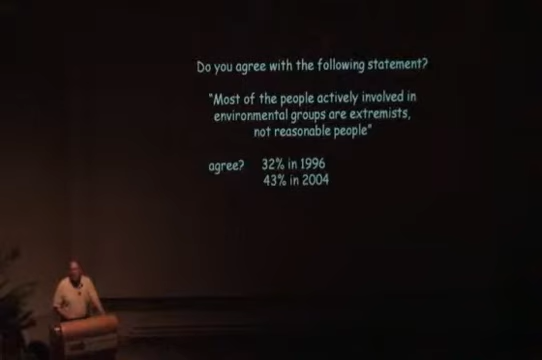 Do you agree with the following statement?
"Most of the people actively involved in
environmental groups are extremists,
not reasonable people"
agree? 32% in 1996
43% in 2004